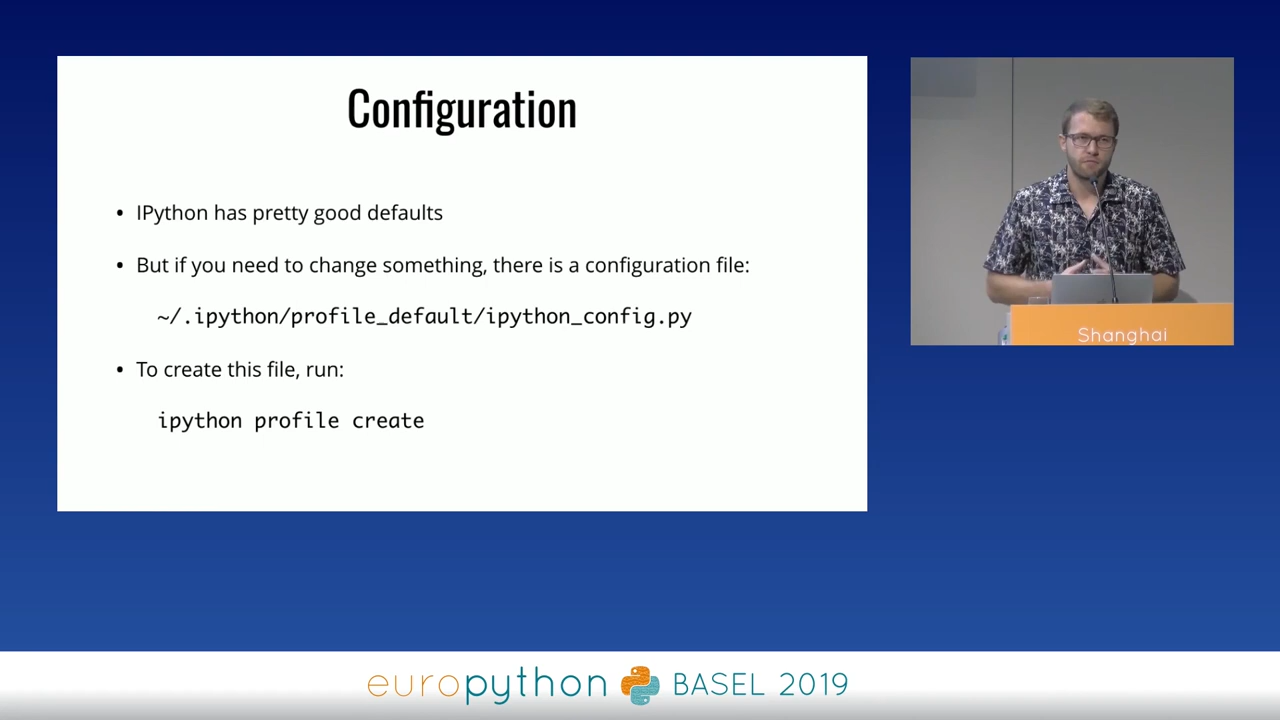 Configuration
• IPython has pretty good defaults
• But if you need to change something, there is a configuration file:
~/.ipython/profile_default/ipython_config.py
• To create this file, run:
ipython profile create
Shanghai
europython BASEL 2019